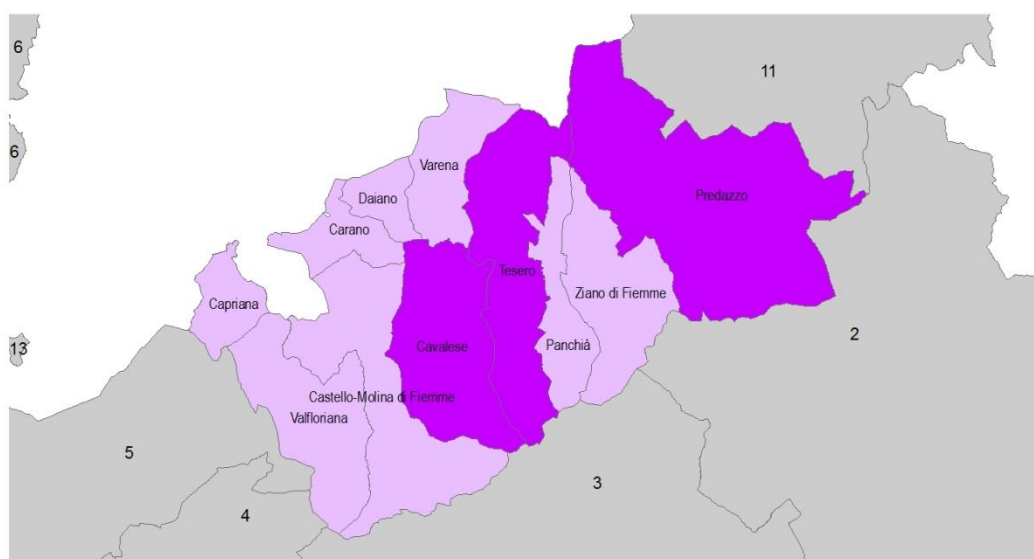 6
11
6
Varena
Daiano
Predazzo
Carano
Tesero
Ziano di Fiemme
Capriana
2
13
Cavalese
Panchià
Castello-Molina di Fiemme
Valfloriana
5
3
4